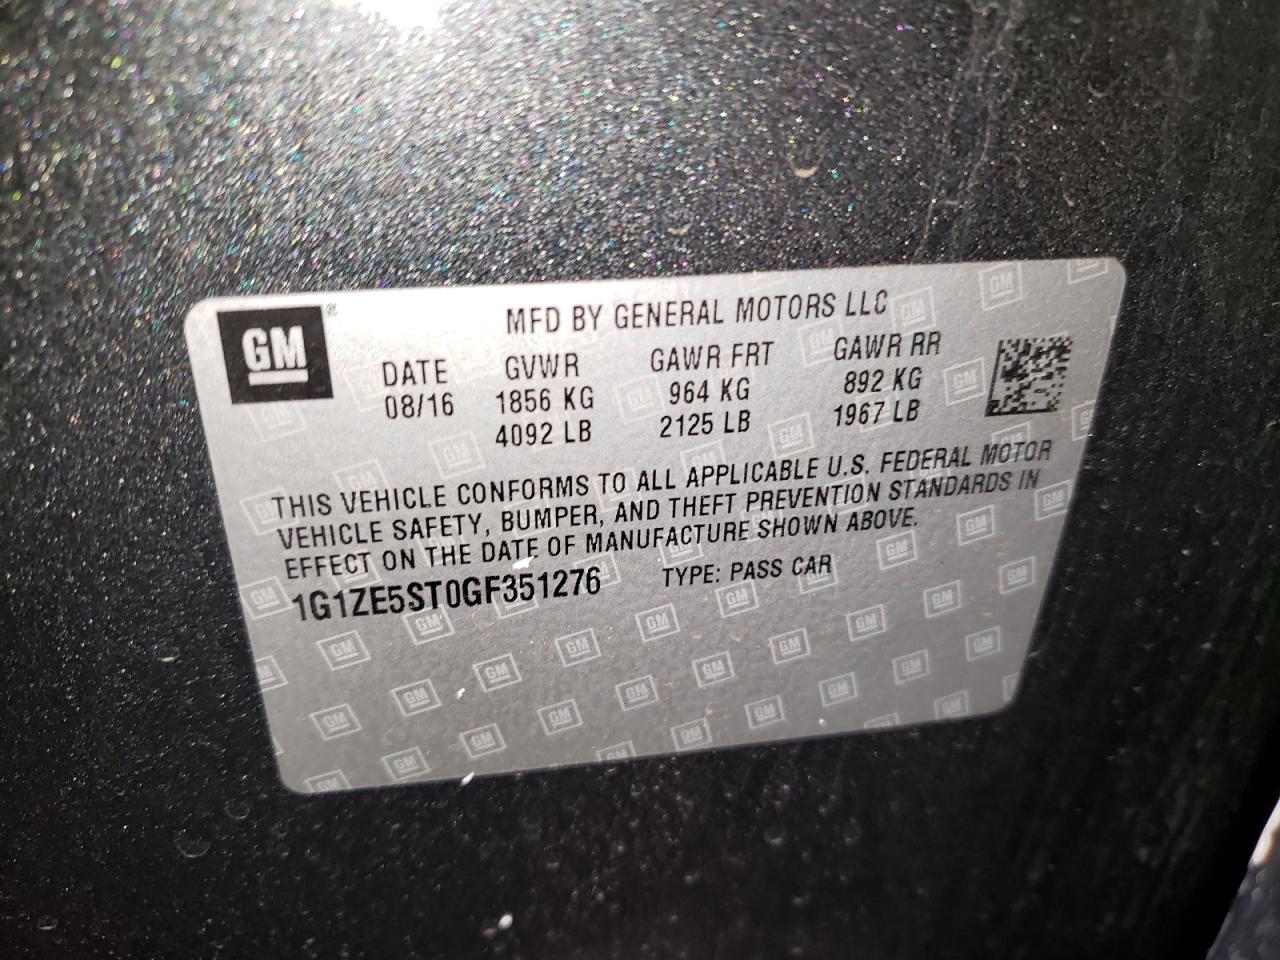 GM®
MFD BY GENERAL MOTORS LLC
DATE GVWR GAWR FRT GAWR RR
08/16 1856 KG 964 KG 892 KG
4092 LB 2125 LB 1967 LB
THIS VEHICLE CONFORMS TO ALL APPLICABLE U.S. FEDERAL MOTOR
VEHICLE SAFETY, BUMPER, AND THEFT PREVENTION STANDARDS IN
EFFECT ON THE DATE OF MANUFACTURE SHOWN ABOVE.
1G1ZE5ST0GF351276 TYPE: PASS CAR